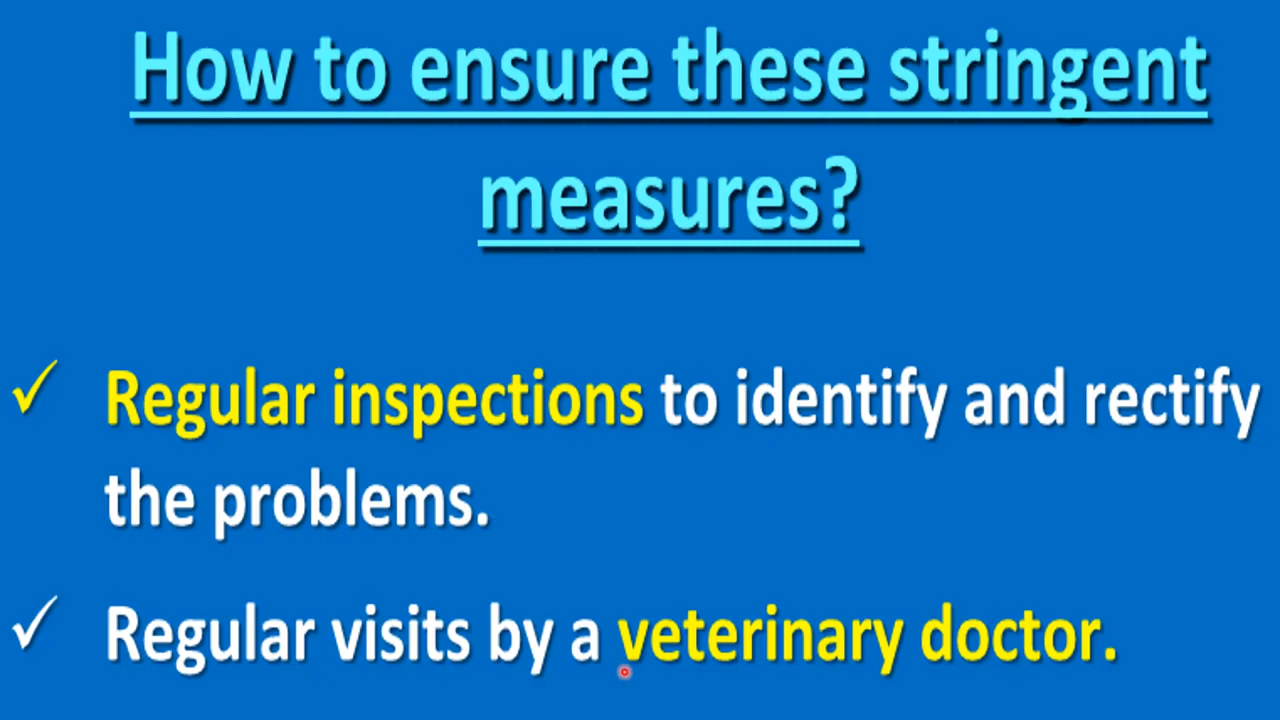 How to ensure these stringent
measures?
✓ Regular inspections to identify and rectify
the problems.
✓ Regular visits by a veterinary doctor.